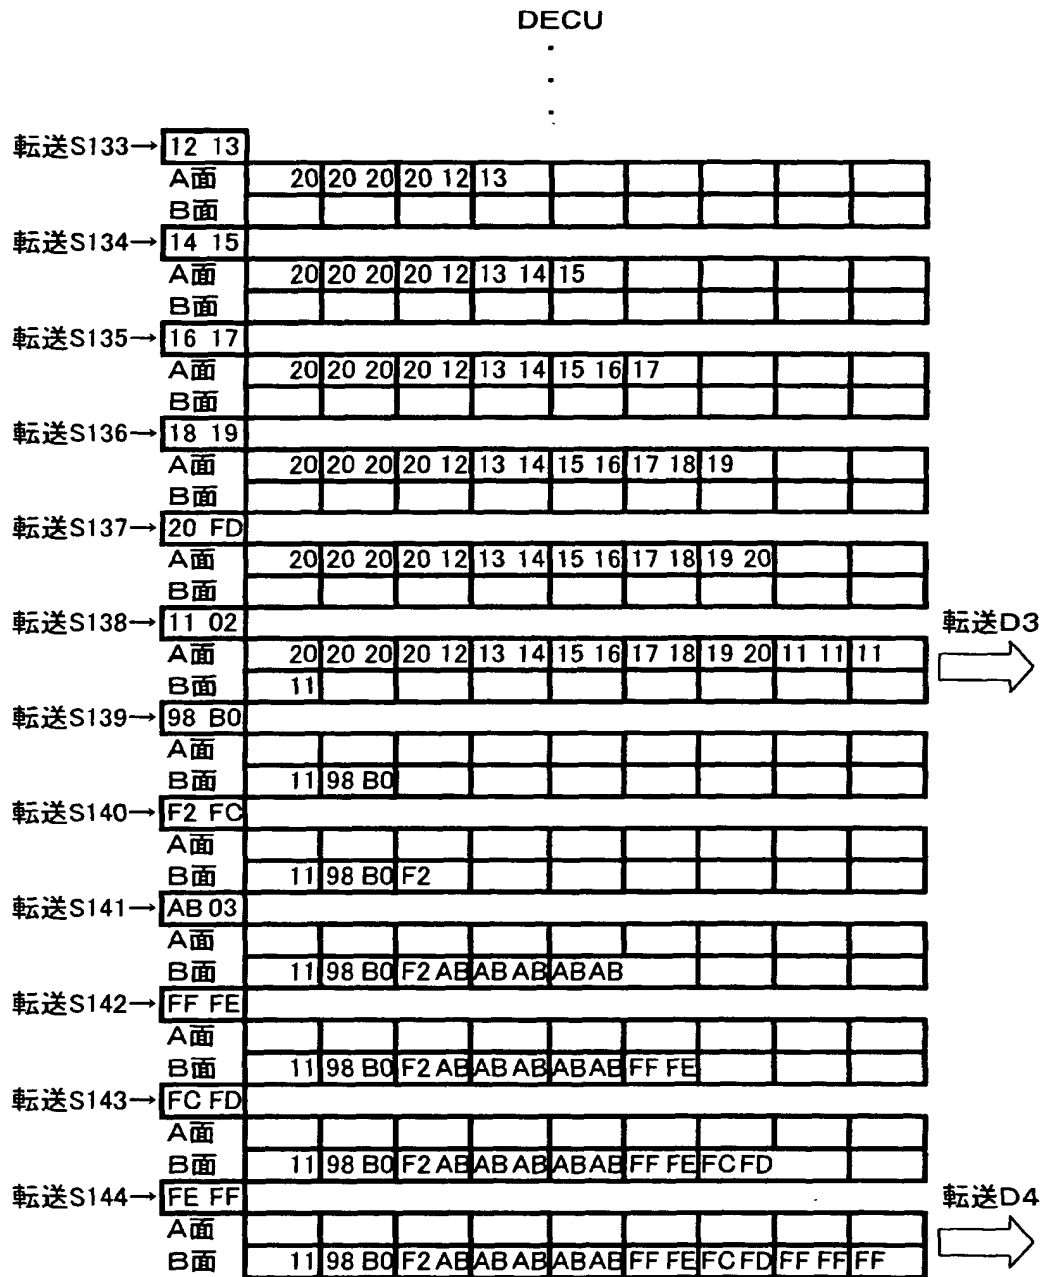 DECU
転送S133→ 12 13
A面 20 20 20 20 12 13
B面
転送S134→ 14 15
A面 20 20 20 20 12 13 14 15
B面
転送S135→ 16 17
A面 20 20 20 20 12 13 14 15 16 17
B面
転送S136→ 18 19
A面 20 20 20 20 12 13 14 15 16 17 18 19
B面
転送S137→ 20 FD
A面 20 20 20 20 12 13 14 15 16 17 18 19 20
B面
転送S138→ 11 02 転送D3
A面 20 20 20 20 12 13 14 15 16 17 18 19 20 11 11 11
B面 11
転送S139→ 98 B0
A面
B面 11 98 B0
転送S140→ F2 FC
A面
B面 11 98 B0 F2
転送S141→ AB 03
A面
B面 11 98 B0 F2 AB AB AB AB AB
転送S142→ FF FE
A面
B面 11 98 B0 F2 AB AB AB AB AB FF FE
転送S143→ FC FD
A面
B面 11 98 B0 F2 AB AB AB AB AB FF FE FC FD
転送S144→ FE FF 転送D4
A面
B面 11 98 B0 F2 AB AB AB AB AB FF FE FC FD FF FF FF